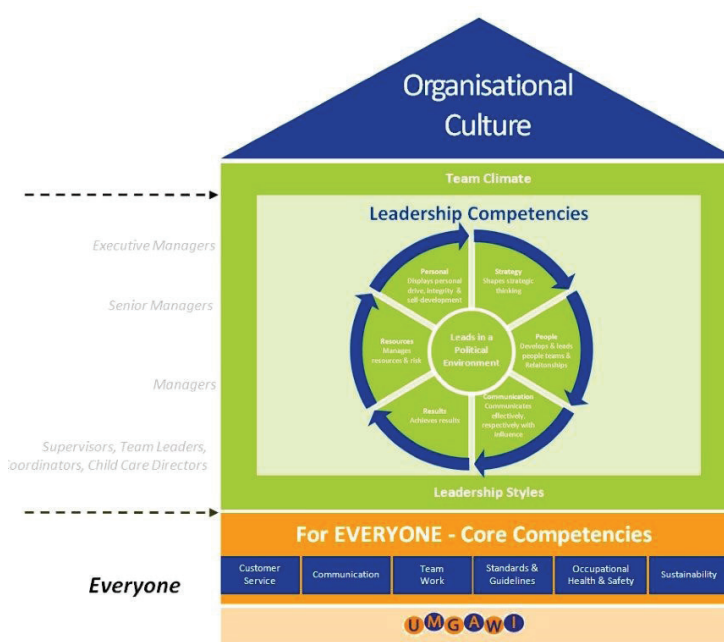 Organisational
Culture
Team Climate
Leadership Competencies
Executive Managers
Senior Managers
Managers
Supervisors, Team Leaders,
Coordinators, Child Care Directors
Personal
Displays personal
drive, integrity &
self-development
Strategy
Shapes strategic
thinking
Resources
Manages
resources & risk
Leads in a
Political
Environment
People
Develops & leads
people teams &
Relationships
Results
Achieves results
Communication
Communicates
effectively,
respectively with
influence
Leadership Styles
For EVERYONE - Core Competencies
Everyone
Customer
Service
Communication
Team
Work
Standards &
Guidelines
Occupational
Health & Safety
Sustainability
UMGAWI